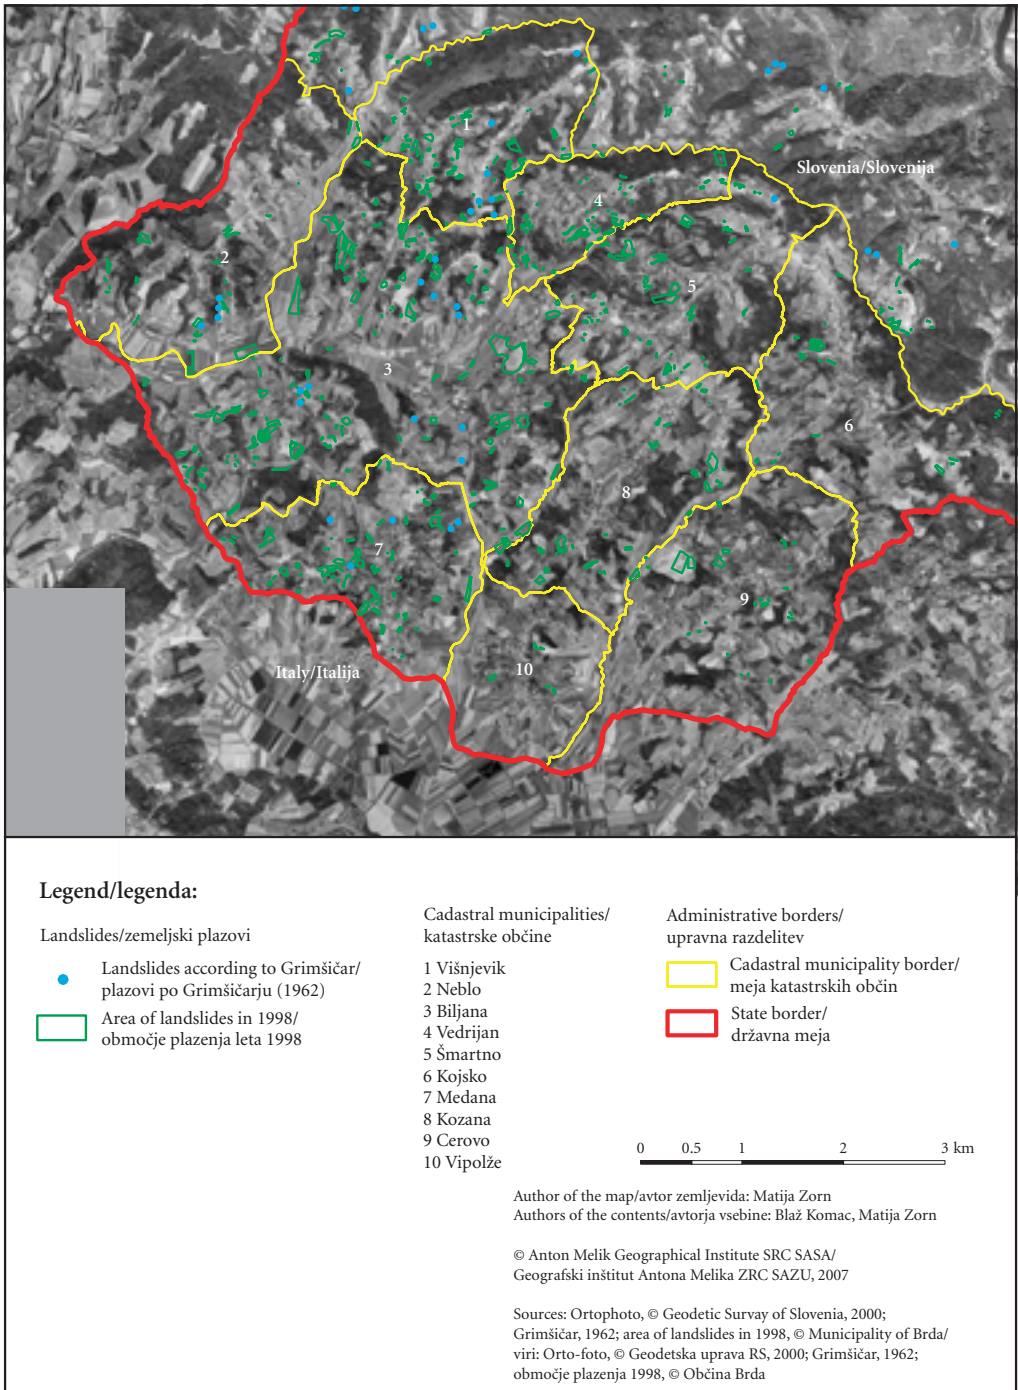 1
Slovenia/Slovenija
4
2
5
3
6
8
7
9
Italy/Italija
10
Legend/legenda:
Landslides/zemeljski plazovi
Landslides according to Grimšičar/
plazovi po Grimšičarju (1962)
Area of landslides in 1998/
območje plazenja leta 1998
Cadastral municipalities/
katastrske občine
1 Višnjevik
2 Neblo
3 Biljana
4 Vedrijan
5 Šmartno
6 Kojsko
7 Medana
8 Kozana
9 Cerovo
10 Vipolže
Administrative borders/
upravna razdelitev
Cadastral municipality border/
meja katastrskih občin
State border/
državna meja
0 0.5 1 2 3 km
Author of the map/avtor zemljevida: Matija Zorn
Authors of the contents/avtorja vsebine: Blaž Komac, Matija Zorn
© Anton Melik Geographical Institute SRC SASA/
Geografski inštitut Antona Melika ZRC SAZU, 2007
Sources: Ortophoto, © Geodetic Survay of Slovenia, 2000;
Grimšičar, 1962; area of landslides in 1998, © Municipality of Brda/
viri: Orto-foto, © Geodetska uprava RS, 2000; Grimšičar, 1962;
območje plazenja 1998, © Občina Brda